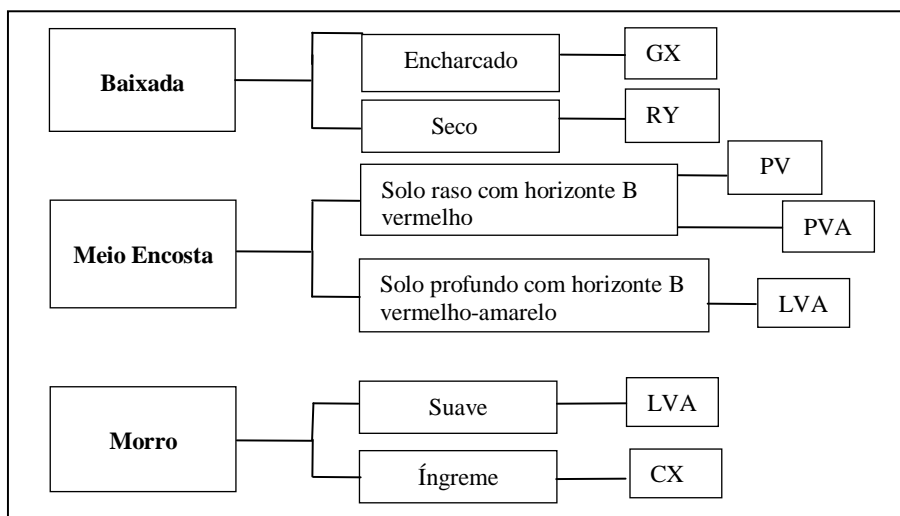 Baixada
Encharcado
GX
Seco
RY
Meio Encosta
Solo raso com horizonte B
vermelho
PV
PVA
Solo profundo com horizonte B
vermelho-amarelo
LVA
Morro
Suave
LVA
Íngreme
CX